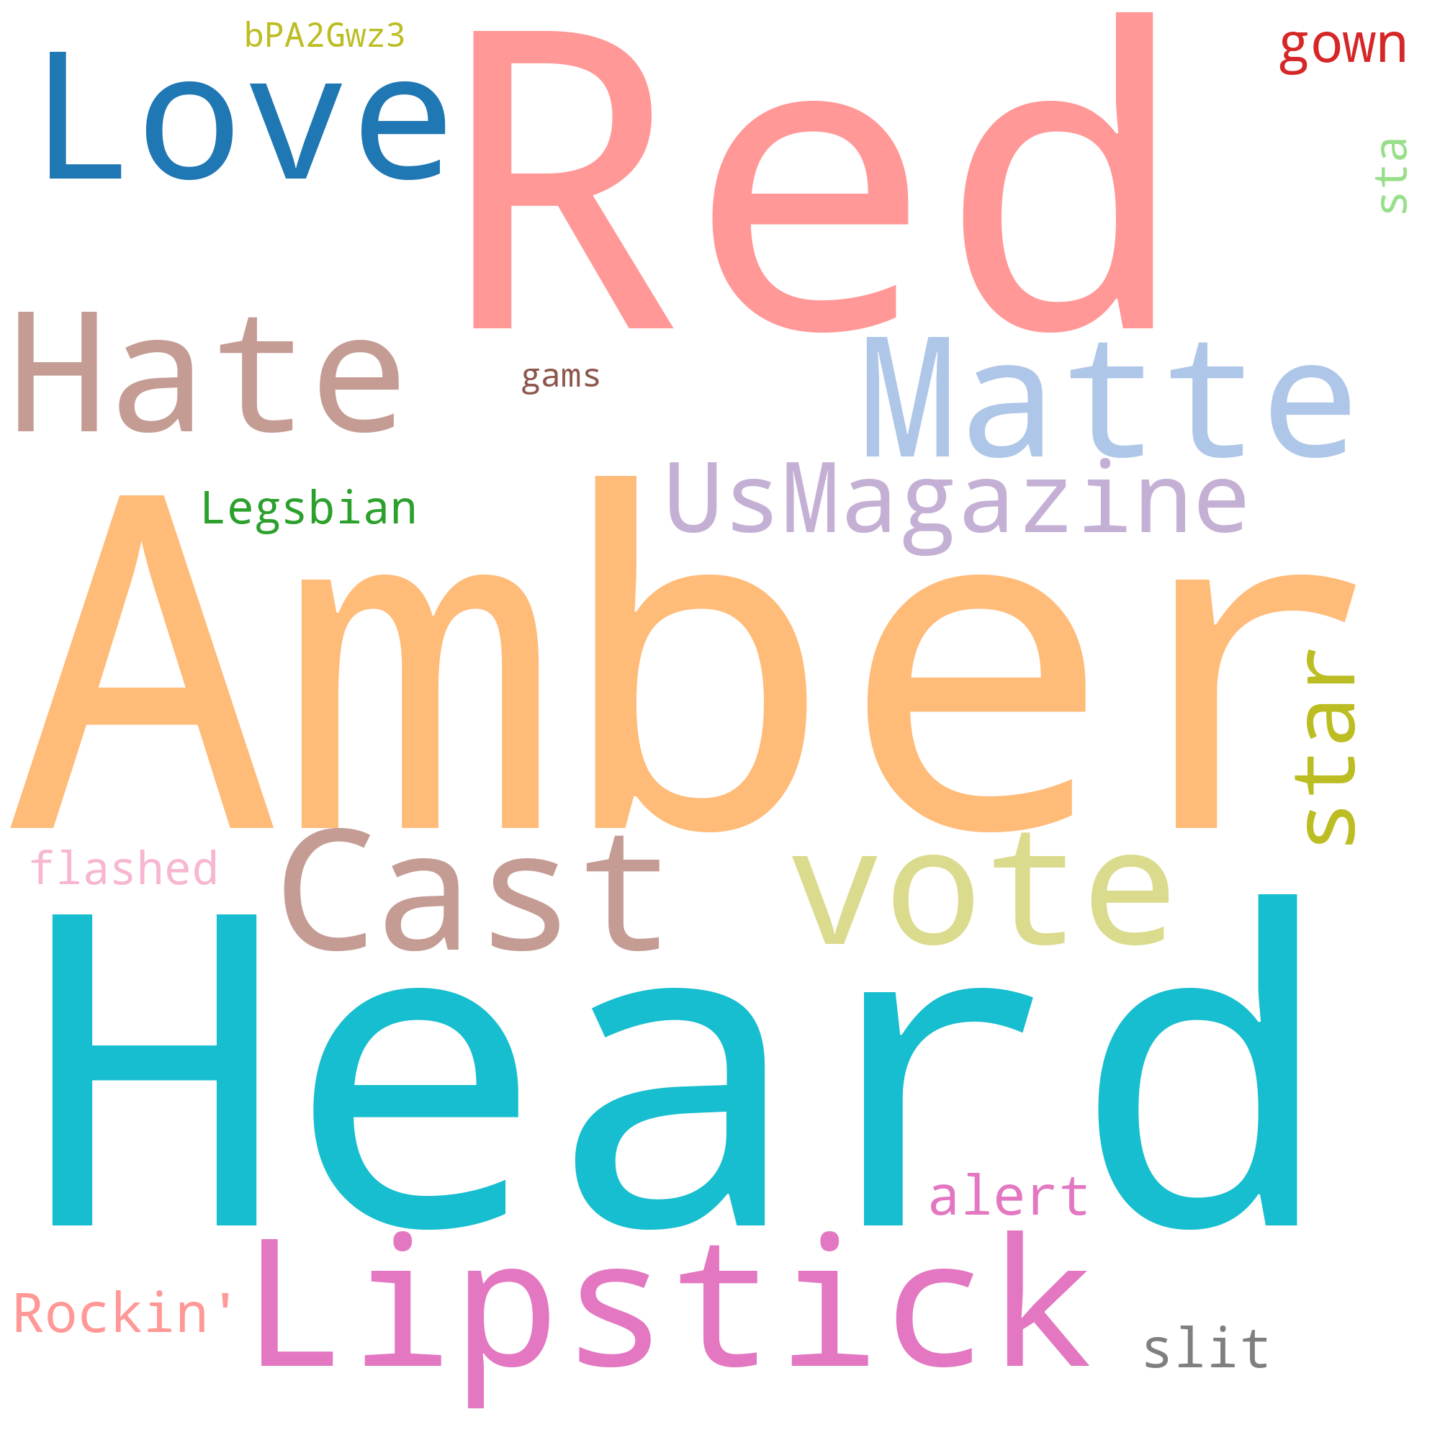 bPA2Gwz3
Love
Red
gown
sta
Hate
gams
Matte
Legsbian
UsMagazine
Amber
star
flashed
Cast
vote
Heard
alert
Rockin'
Lipstick
slit